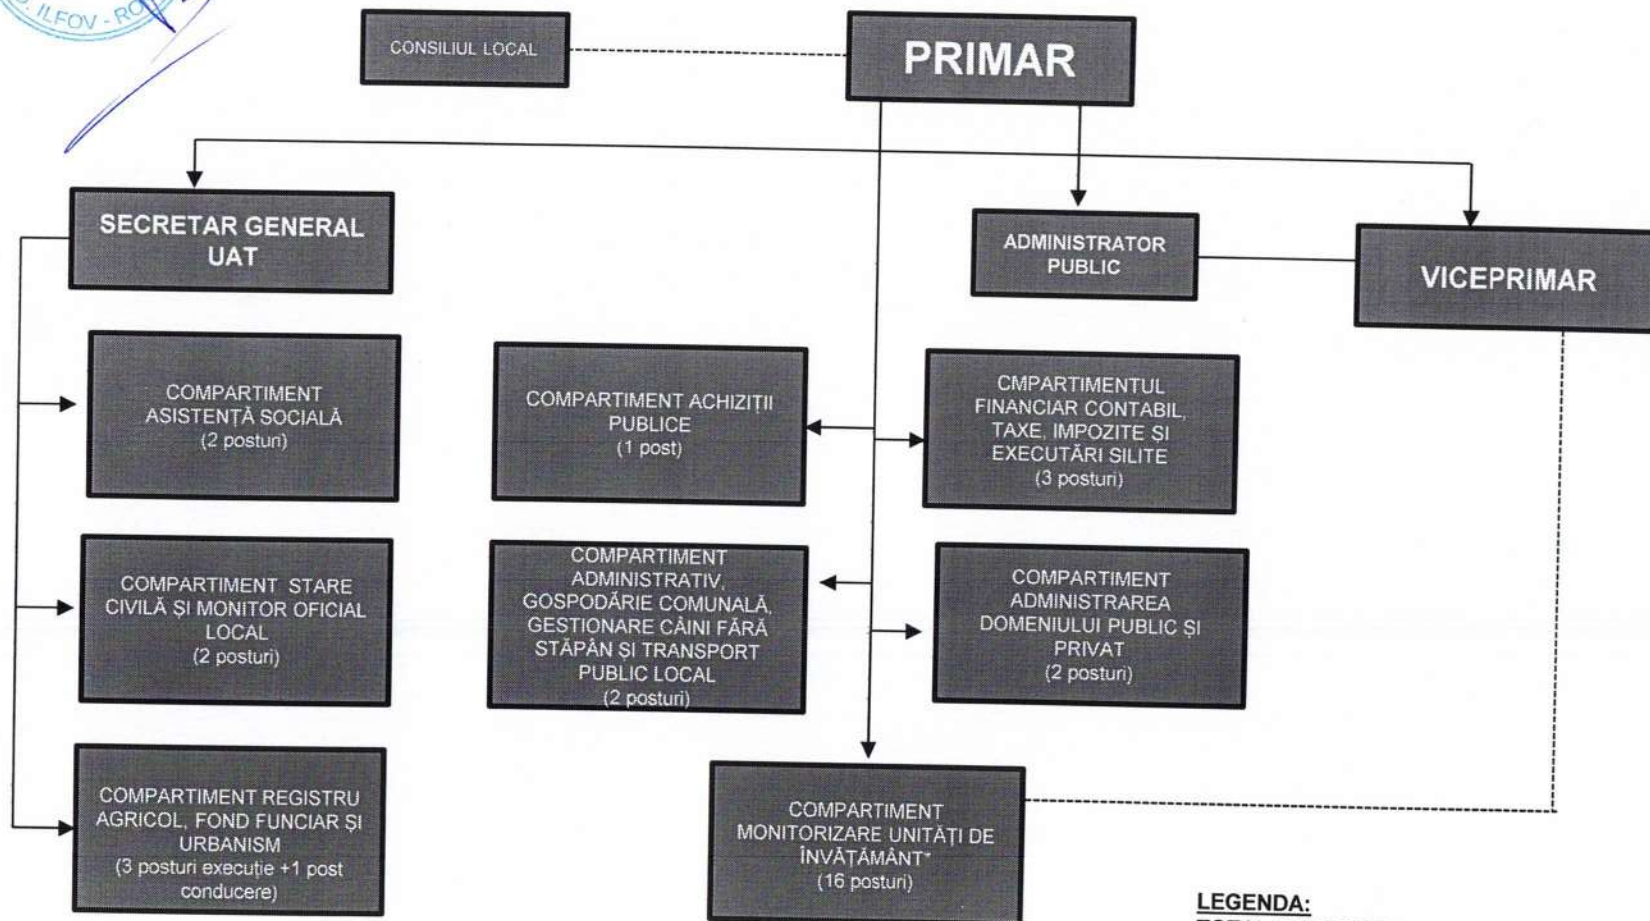 ILFOV - RO
CONSILIUL LOCAL
PRIMAR
SECRETAR GENERAL
UAT
ADMINISTRATOR
PUBLIC
VICEPRIMAR
COMPARTIMENT
ASISTENȚĂ SOCIALĂ
(2 posturi)
COMPARTIMENT ACHIZIȚII
PUBLICE
(1 post)
CMPARTIMENTUL
FINANCIAR CONTABIL,
TAXE, IMPOZITE ȘI
EXECUTĂRI SILITE
(3 posturi)
COMPARTIMENT STARE
CIVILĂ ȘI MONITOR OFICIAL
LOCAL
(2 posturi)
COMPARTIMENT
ADMINISTRATIV,
GOSPODĂRIE COMUNALĂ,
GESTIONARE CÂINI FĂRĂ
STĂPÂN ȘI TRANSPORT
PUBLIC LOCAL
(2 posturi)
COMPARTIMENT
ADMINISTRAREA
DOMENIULUI PUBLIC ȘI
PRIVAT
(2 posturi)
COMPARTIMENT REGISTRU
AGRICOL, FOND FUNCIAR ȘI
URBANISM
(3 posturi execuție +1 post
conducere)
COMPARTIMENT
MONITORIZARE UNITĂȚI DE
ÎNVĂȚĂMÂNT*
(16 posturi)
LEGENDA: